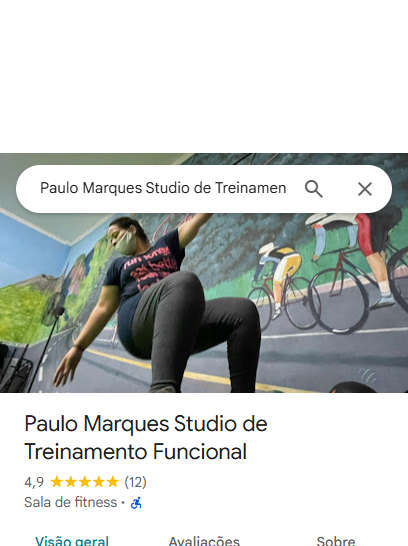 Paulo Marques Studio de Treinamen
Paulo Marques Studio de
Treinamento Funcional
4,9 (12)
Sala de fitness ·
Visão geral Avaliações Sobre